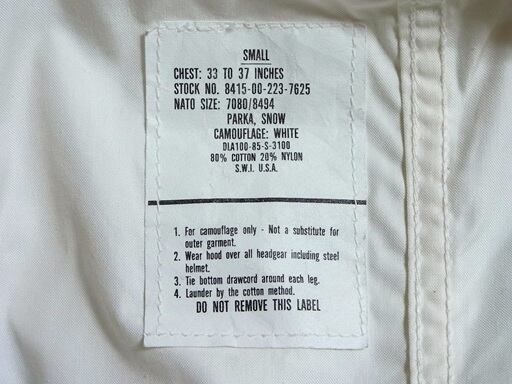 SMALL
CHEST: 33 TO 37 INCHES
STOCK NO. 8415-00-223-7625
NATO SIZE: 7080/8494
PARKA, SNOW
CAMOUFLAGE: WHITE
DLA100-85-S-3100
80% COTTON 20% NYLON
S.W.I. U.S.A.
1. For camouflage only - Not a substitute for
outer garment.
2. Wear hood over all headgear including steel
helmet.
3. Tie bottom drawcord around each leg.
4. Launder by the cotton method.
DO NOT REMOVE THIS LABEL